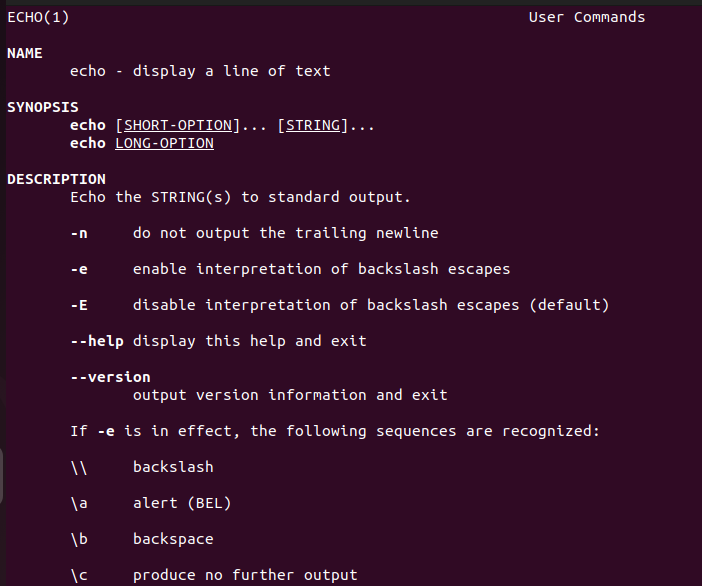 ECHO(1) User Commands
NAME
echo - display a line of text
SYNOPSIS
echo [SHORT-OPTION]... [STRING]...
echo LONG-OPTION
DESCRIPTION
Echo the STRING(s) to standard output.
-n do not output the trailing newline
-e enable interpretation of backslash escapes
-E disable interpretation of backslash escapes (default)
--help display this help and exit
--version
output version information and exit
If -e is in effect, the following sequences are recognized:
\\ backslash
\a alert (BEL)
\b backspace
\c produce no further output